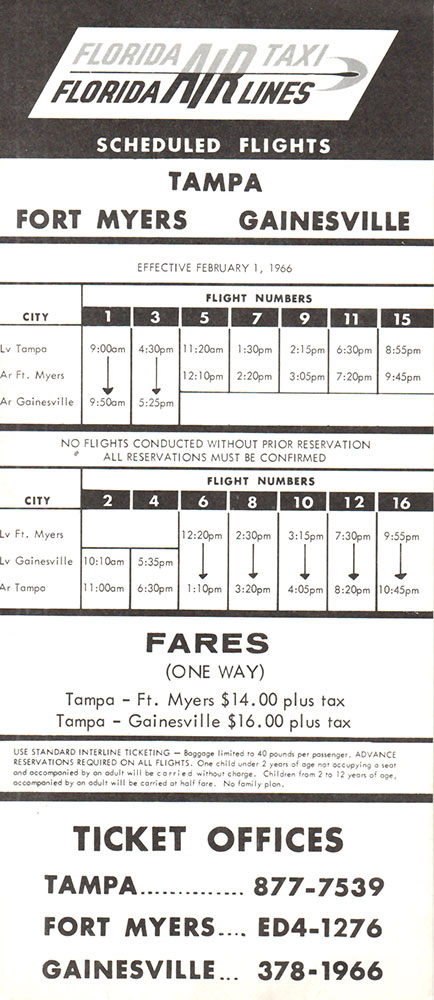 FLORIDA AIR TAXI
FLORIDA AIRLINES
SCHEDULED FLIGHTS
TAMPA
FORT MYERS GAINESVILLE
EFFECTIVE FEBRUARY 1, 1966
FLIGHT NUMBERS
CITY 1 3 5 7 9 11 15
Lv Tampa 9:00am 4:30pm 11:20am 1:30pm 2:15pm 6:30pm 8:55pm
Ar Ft. Myers 12:10pm 2:20pm 3:05pm 7:20pm 9:45pm
Ar Gainesville 9:50am 5:25pm
NO FLIGHTS CONDUCTED WITHOUT PRIOR RESERVATION
ALL RESERVATIONS MUST BE CONFIRMED
FLIGHT NUMBERS
CITY 2 4 6 8 10 12 16
Lv Ft. Myers 12:20pm 2:30pm 3:15pm 7:30pm 9:55pm
Lv Gainesville 10:10am 5:35pm
Ar Tampa 11:00am 6:30pm 1:10pm 3:20pm 4:05pm 8:20pm 10:45pm
FARES
(ONE WAY)
Tampa - Ft. Myers $14.00 plus tax
Tampa - Gainesville $16.00 plus tax
USE STANDARD INTERLINE TICKETING — Baggage limited to 40 pounds per passenger. ADVANCE
RESERVATIONS REQUIRED ON ALL FLIGHTS. One child under 2 years of age not occupying a seat
and accompanied by an adult will be carried without charge. Children from 2 to 12 years of age,
accompanied by an adult will be carried at half fare. No family plan.
TICKET OFFICES
TAMPA.............. 877-7539
FORT MYERS.... ED4-1276
GAINESVILLE... 378-1966